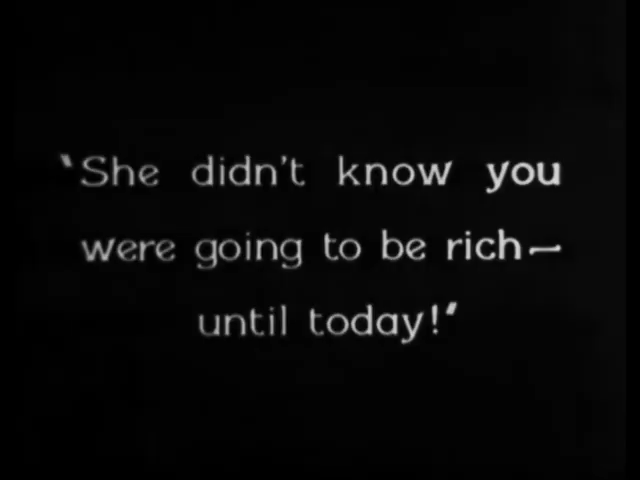 "She didn't know you
were going to be rich—
until today!"